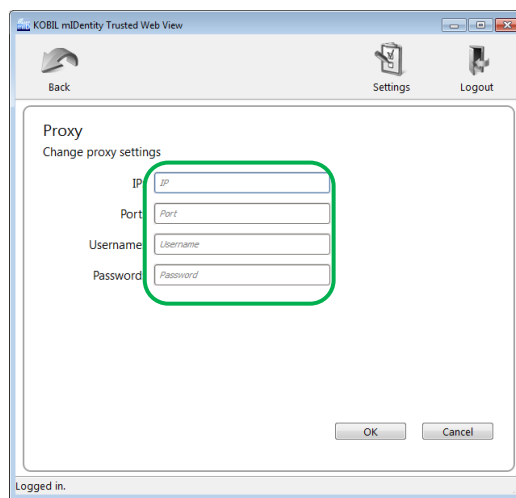 KOBIL mIDentity Trusted Web View
Back Settings Logout
Proxy
Change proxy settings
IP IP
Port Port
Username Username
Password Password
OK Cancel
Logged in.